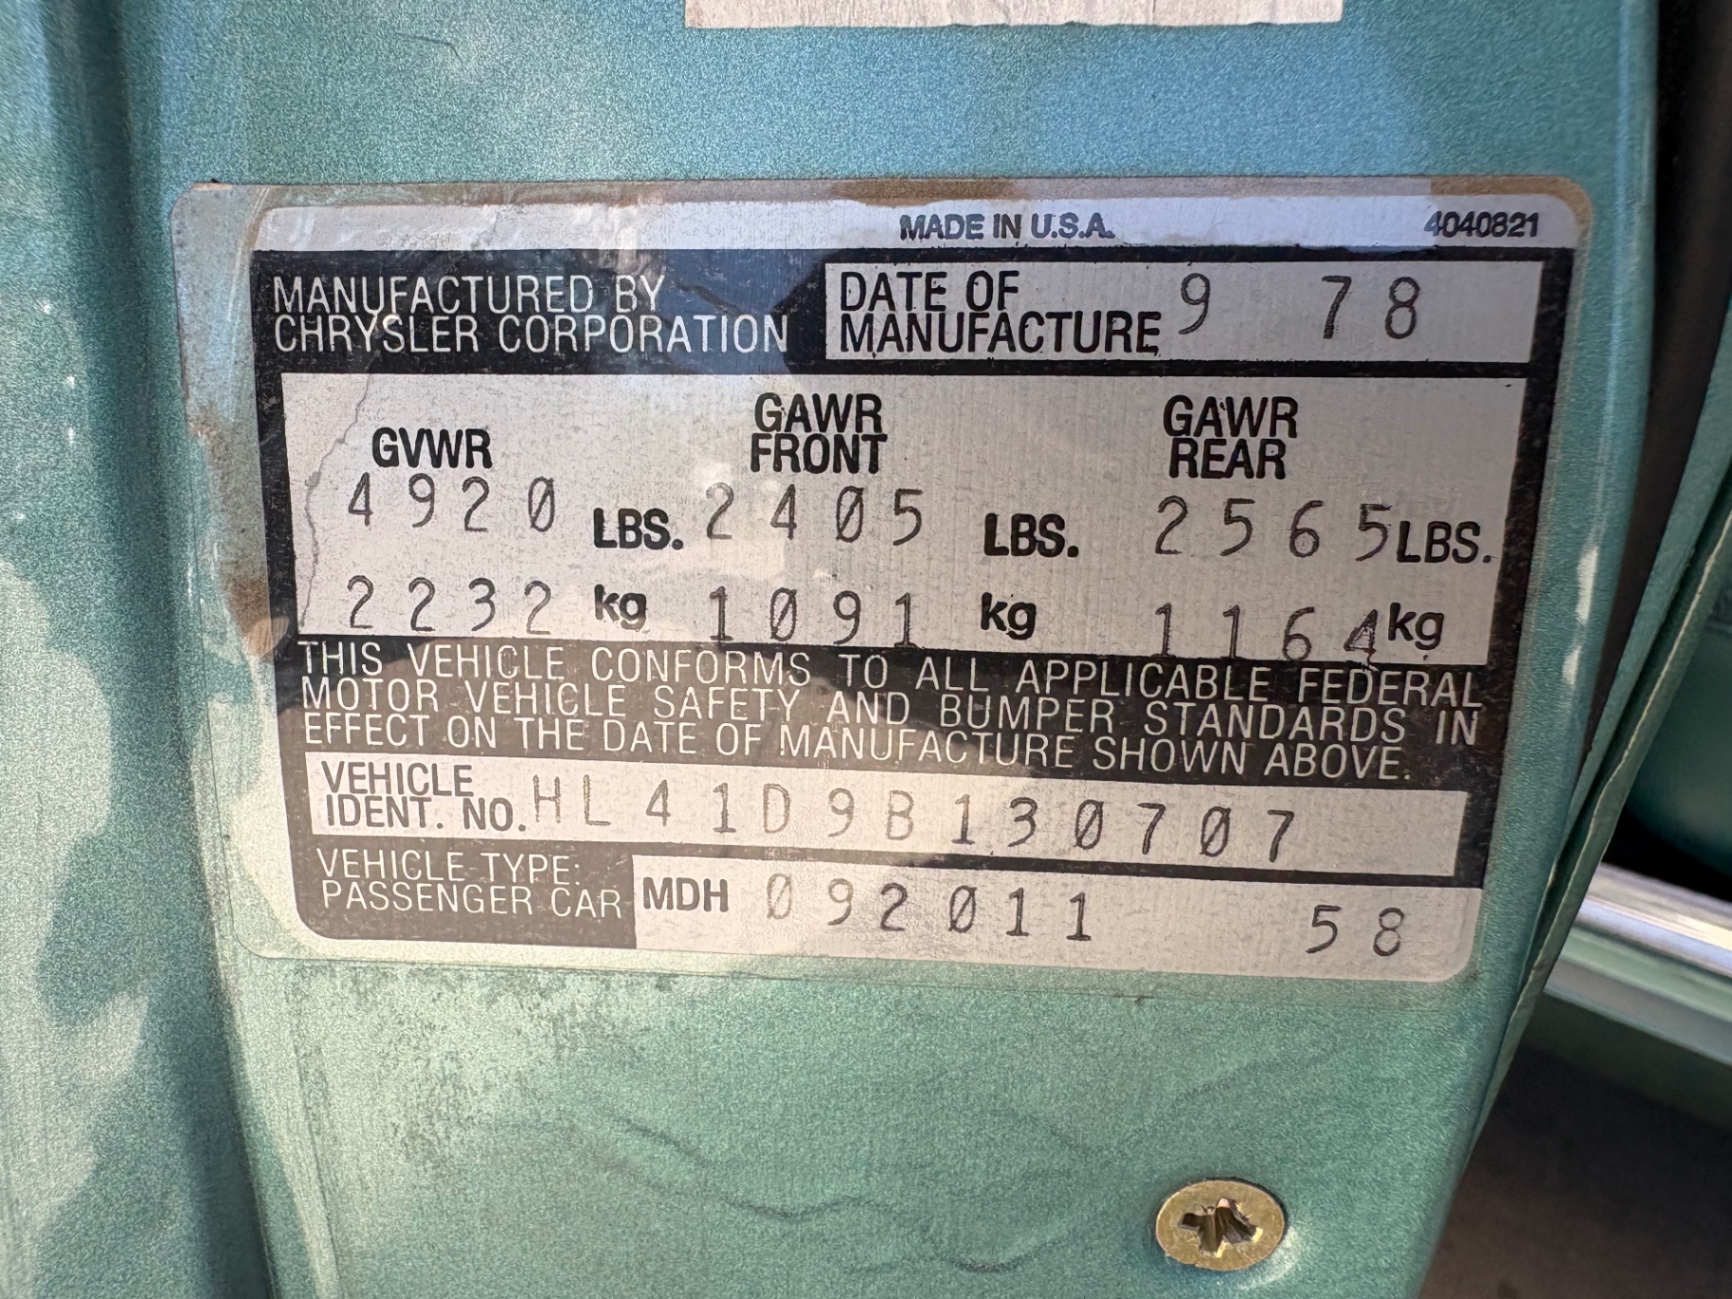 MADE IN U.S.A. 4040821
MANUFACTURED BY
CHRYSLER CORPORATION
DATE OF
MANUFACTURE 9 78
GVWR
4920 LBS.
2232 kg
GAWR
FRONT
2405 LBS.
1091 kg
GAWR
REAR
2565 LBS.
1164 kg
THIS VEHICLE CONFORMS TO ALL APPLICABLE FEDERAL
MOTOR VEHICLE SAFETY AND BUMPER STANDARDS IN
EFFECT ON THE DATE OF MANUFACTURE SHOWN ABOVE.
VEHICLE
IDENT. NO. HL41D9B130707
VEHICLE TYPE:
PASSENGER CAR
MDH 092011 58